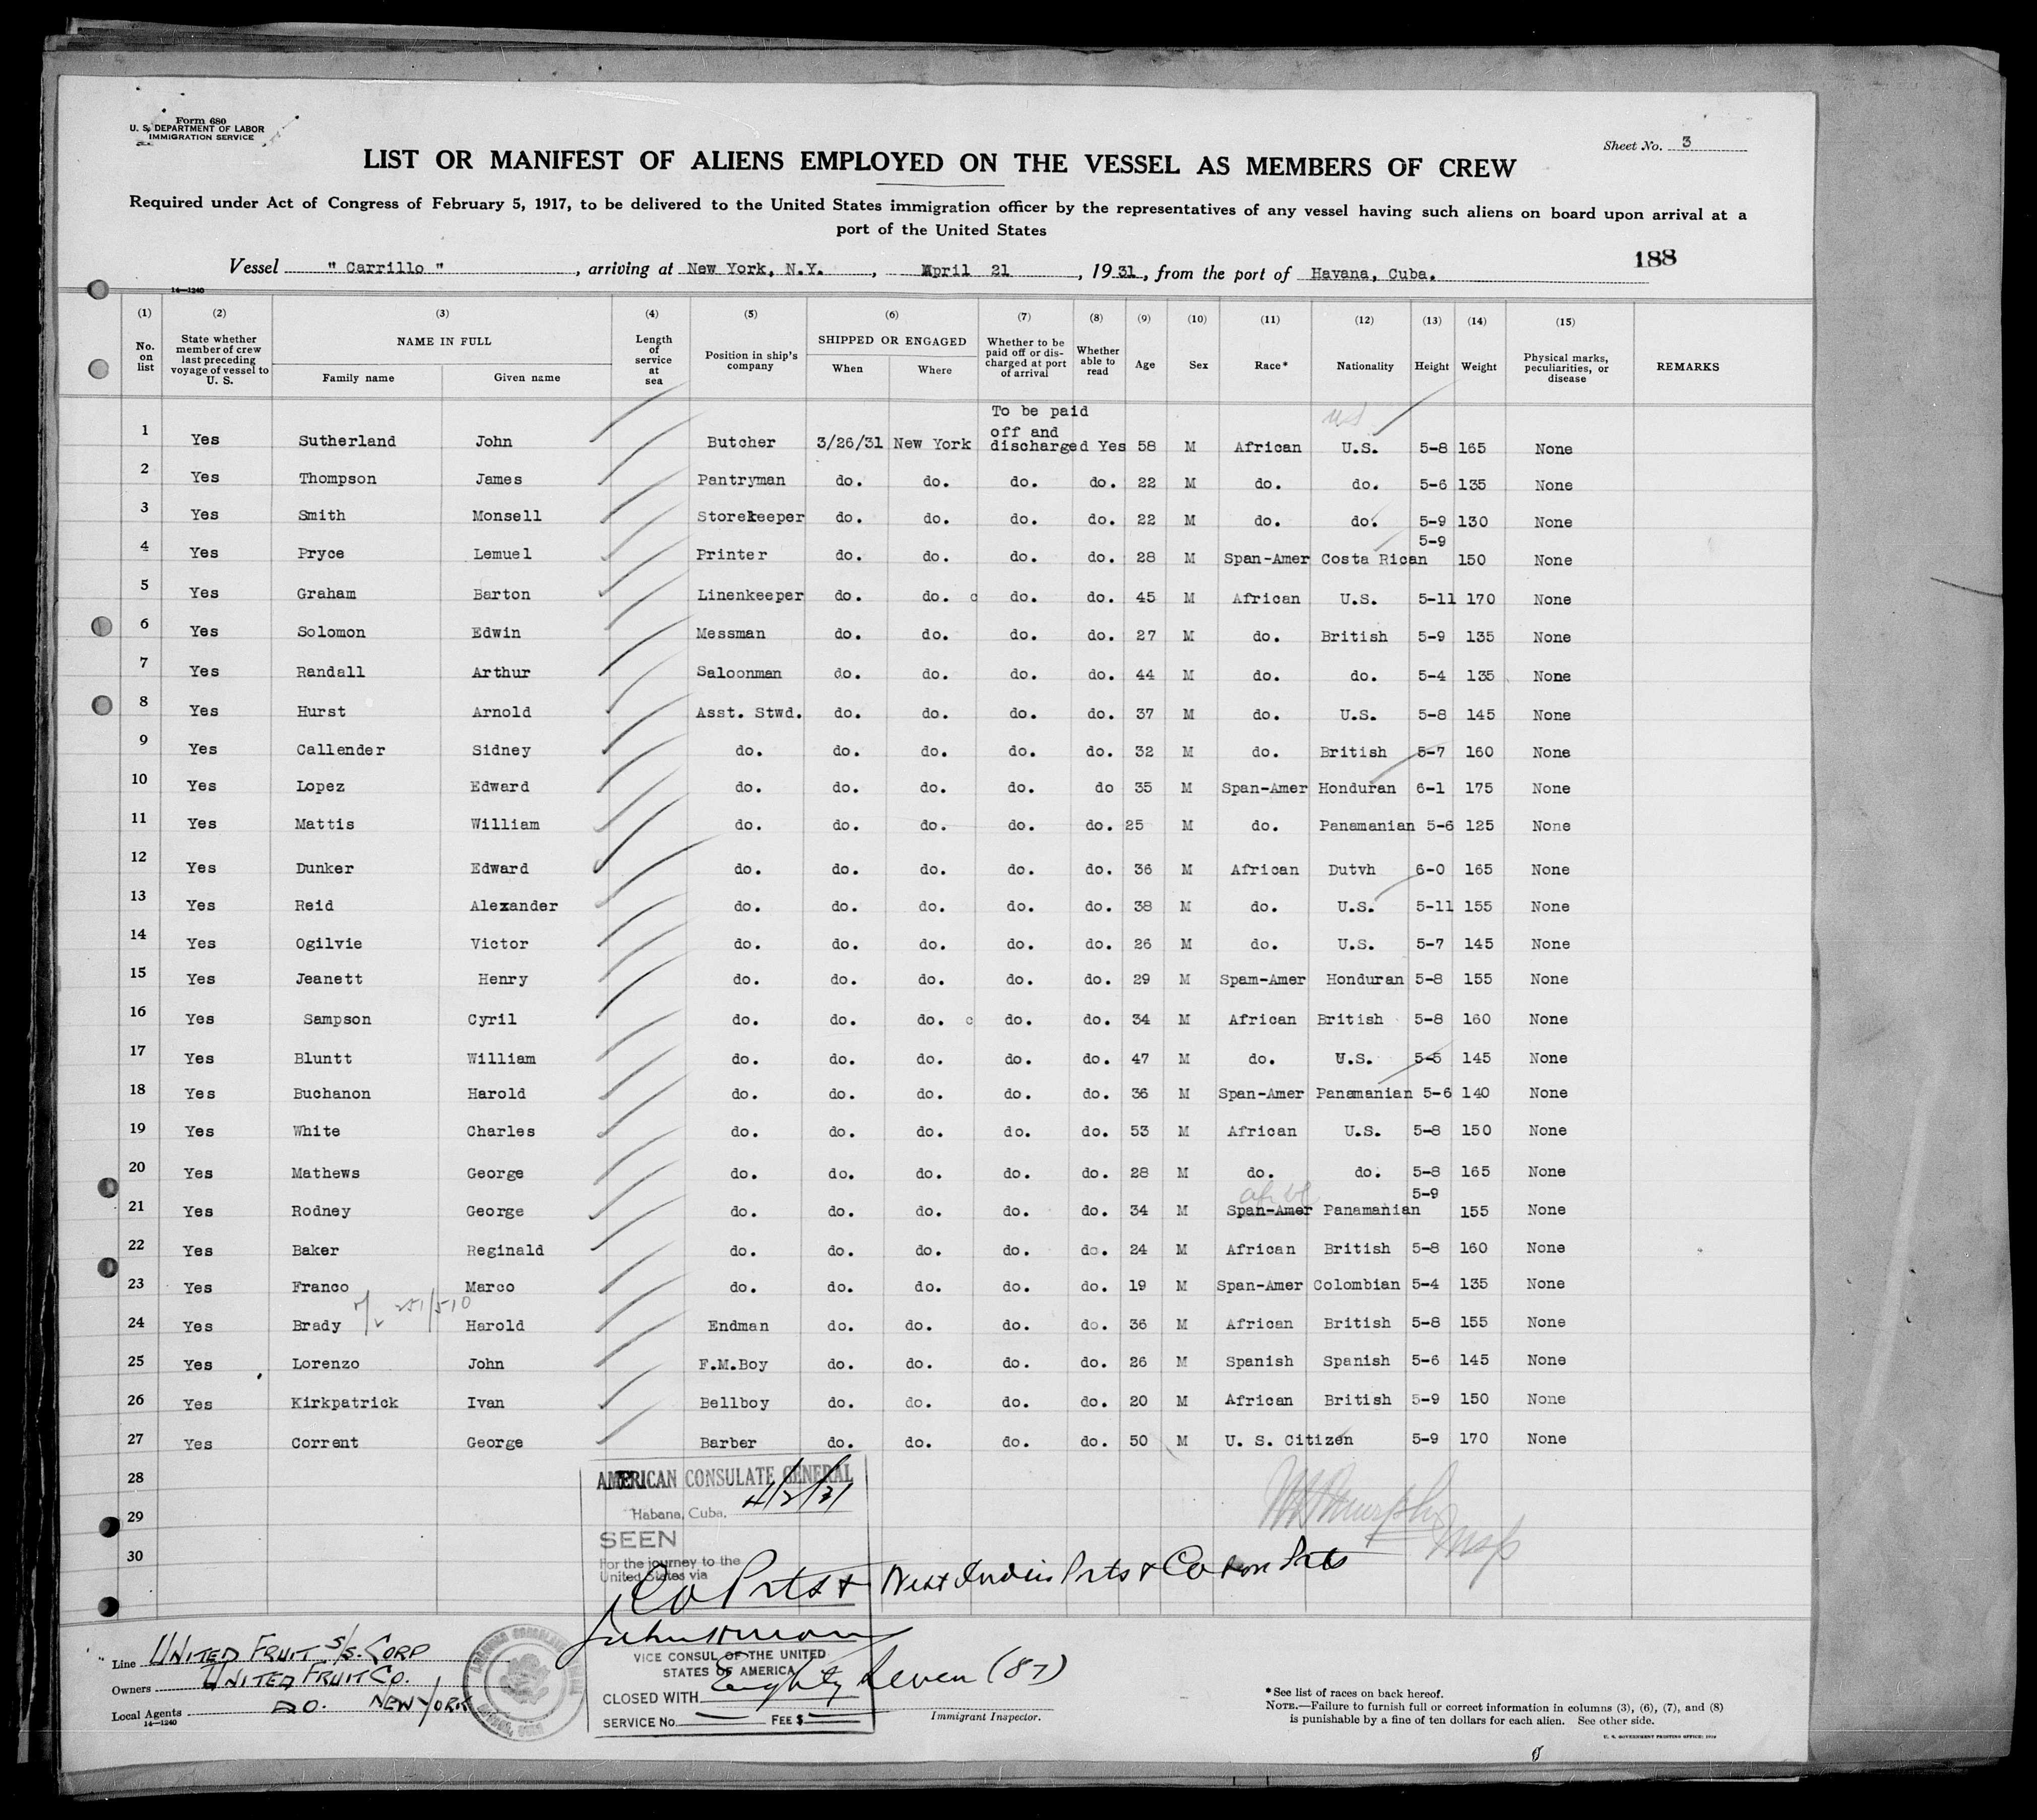 Form 680
U. S. DEPARTMENT OF LABOR
IMMIGRATION SERVICE
Sheet No. 3
LIST OR MANIFEST OF ALIENS EMPLOYED ON THE VESSEL AS MEMBERS OF CREW
Required under Act of Congress of February 5, 1917, to be delivered to the United States immigration officer by the representatives of any vessel having such aliens on board upon arrival at a
port of the United States
188
Vessel " Carrillo ", arriving at New York, N.Y., April 21, 1931, from the port of Havana, Cuba.
14—1240
(1) (2) (3) (4) (5) (6) (7) (8) (9) (10) (11) (12) (13) (14) (15)
No. on list
State whether member of crew last preceding voyage of vessel to U. S.
NAME IN FULL
Family name Given name
Length of service at sea
Position in ship's company
SHIPPED OR ENGAGED
When Where
Whether to be paid off or discharged at port of arrival
Whether able to read
Age Sex Race* Nationality Height Weight
Physical marks, peculiarities, or disease
REMARKS
To be paid
off and
U.S.
1 Yes Sutherland John Butcher 3/26/31 New York discharged Yes 58 M African U.S. 5-8 165 None
2 Yes Thompson James Pantryman do. do. do. do. 22 M do. do. 5-6 135 None
3 Yes Smith Monsell Storekeeper do. do. do. do. 22 M do. do. 5-9 130 None
4 Yes Pryce Lemuel Printer do. do. do. do. 28 M Span-Amer Costa Rican 5-9 150 None
5 Yes Graham Barton Linenkeeper do. do. c do. do. 45 M African U.S. 5-11 170 None
6 Yes Solomon Edwin Messman do. do. do. do. 27 M do. British 5-9 135 None
7 Yes Randall Arthur Saloonman do. do. do. do. 44 M do. do. 5-4 135 None
8 Yes Hurst Arnold Asst. Stwd. do. do. do. do. 37 M do. U.S. 5-8 145 None
9 Yes Callender Sidney do. do. do. do. do. 32 M do. British 5-7 160 None
10 Yes Lopez Edward do. do. do. do. do 35 M Span-Amer Honduran 6-1 175 None
11 Yes Mattis William do. do. do. do. do. 25 M do. Panamanian 5-6 125 None
12 Yes Dunker Edward do. do. do. do. do. 36 M African Dutvh 6-0 165 None
13 Yes Reid Alexander do. do. do. do. do. 38 M do. U.S. 5-11 155 None
14 Yes Ogilvie Victor do. do. do. do. do. 26 M do. U.S. 5-7 145 None
15 Yes Jeanett Henry do. do. do. do. do. 29 M Spam-Amer Honduran 5-8 155 None
16 Yes Sampson Cyril do. do. do. c do. do. 34 M African British 5-8 160 None
17 Yes Bluntt William do. do. do. do. do. 47 M do. U.S. 5-5 145 None
18 Yes Buchanon Harold do. do. do. do. do. 36 M Span-Amer Panamanian 5-6 140 None
19 Yes White Charles do. do. do. do. do. 53 M African U.S. 5-8 150 None
20 Yes Mathews George do. do. do. do. do. 28 M do. do. 5-8 165 None
21 Yes Rodney George do. do. do. do. do. 34 M Span-Amer Panamanian 5-9 155 None
22 Yes Baker Reginald do. do. do. do. do. 24 M African British 5-8 160 None
23 Yes Franco Marco do. do. do. do. do. 19 M Span-Amer Colombian 5-4 135 None
251/510
24 Yes Brady Harold Endman do. do. do. do. 36 M African British 5-8 155 None
25 Yes Lorenzo John F.M.Boy do. do. do. do. 26 M Spanish Spanish 5-6 145 None
26 Yes Kirkpatrick Ivan Bellboy do. do. do. do. 20 M African British 5-9 150 None
27 Yes Corrent George Barber do. do. do. do. 50 M U. S. Citizen 5-9 170 None
28
29
30
AMERICAN CONSULATE GENERAL
Habana, Cuba,
SEEN
For the journey to the
United States via
Co Prts + West Indies Prts + Colon Prts
VICE CONSUL OF THE UNITED
STATES OF AMERICA
CLOSED WITH Eighty Seven (87)
SERVICE No. FEE $
Immigrant Inspector.
Line UNITED FRUIT S/S. CORP
Owners UNITED FRUIT CO.
Local Agents DO. NEW YORK
14—1240
*See list of races on back hereof.
NOTE.—Failure to furnish full or correct information in columns (3), (6), (7), and (8)
is punishable by a fine of ten dollars for each alien. See other side.
U. S. GOVERNMENT PRINTING OFFICE: